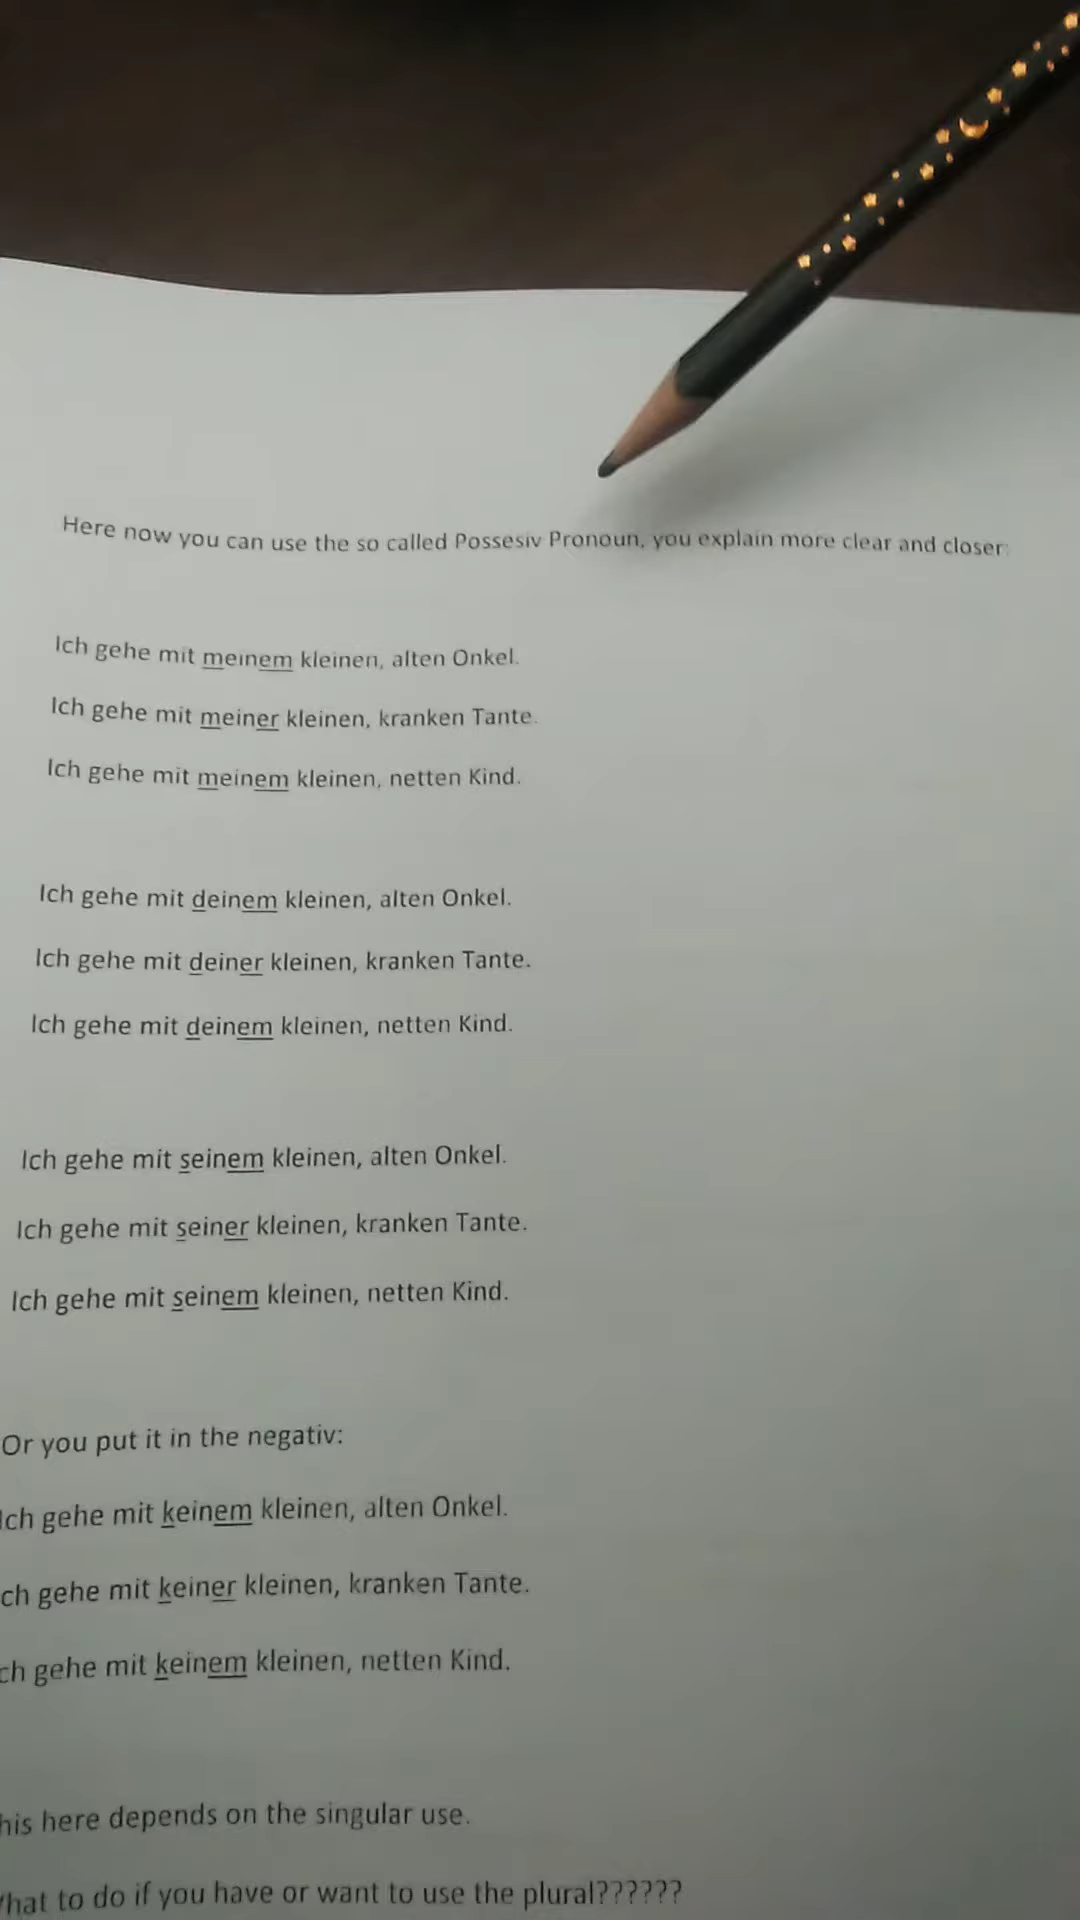 Here now you can use the so called Possesiv Pronoun, you explain more clear and closer:
Ich gehe mit meinem kleinen, alten Onkel.
Ich gehe mit meiner kleinen, kranken Tante.
Ich gehe mit meinem kleinen, netten Kind.
Ich gehe mit deinem kleinen, alten Onkel.
Ich gehe mit deiner kleinen, kranken Tante.
Ich gehe mit deinem kleinen, netten Kind.
Ich gehe mit seinem kleinen, alten Onkel.
Ich gehe mit seiner kleinen, kranken Tante.
Ich gehe mit seinem kleinen, netten Kind.
Or you put it in the negativ:
Ich gehe mit keinem kleinen, alten Onkel.
ch gehe mit keiner kleinen, kranken Tante.
ch gehe mit keinem kleinen, netten Kind.
his here depends on the singular use.
hat to do if you have or want to use the plural??????